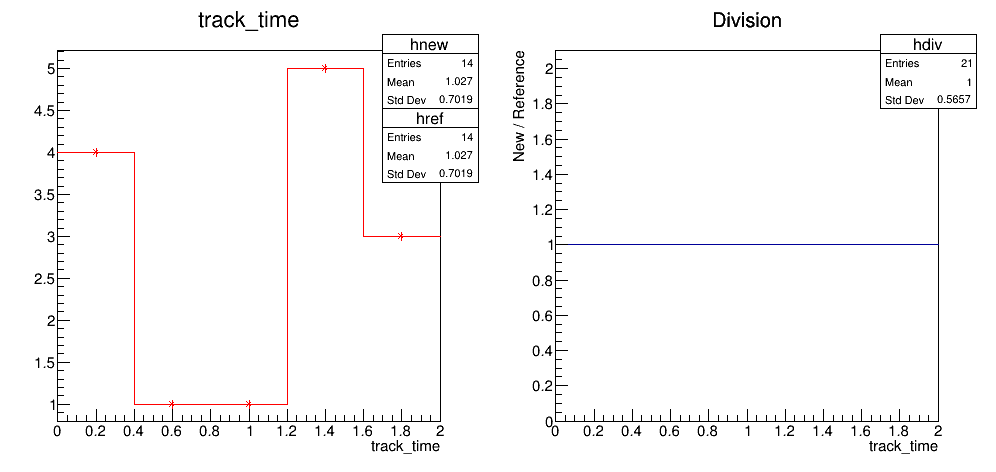 track_time
hnew
Entries 14
Mean 1.027
Std Dev 0.7019
href
Entries 14
Mean 1.027
Std Dev 0.7019
5
4.5
4
3.5
3
2.5
2
1.5
1
0 0.2 0.4 0.6 0.8 1 1.2 1.4 1.6 1.8 2
track_time
Division
hdiv
Entries 21
Mean 1
Std Dev 0.5657
New / Reference
2
1.8
1.6
1.4
1.2
1
0.8
0.6
0.4
0.2
0
0 0.2 0.4 0.6 0.8 1 1.2 1.4 1.6 1.8 2
track_time